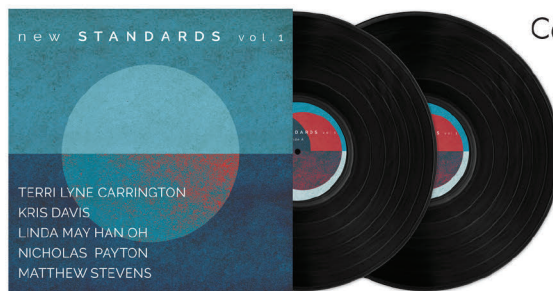 new STANDARDS vol.1
TERRI LYNE CARRINGTON
KRIS DAVIS
LINDA MAY HAN OH
NICHOLAS PAYTON
MATTHEW STEVENS